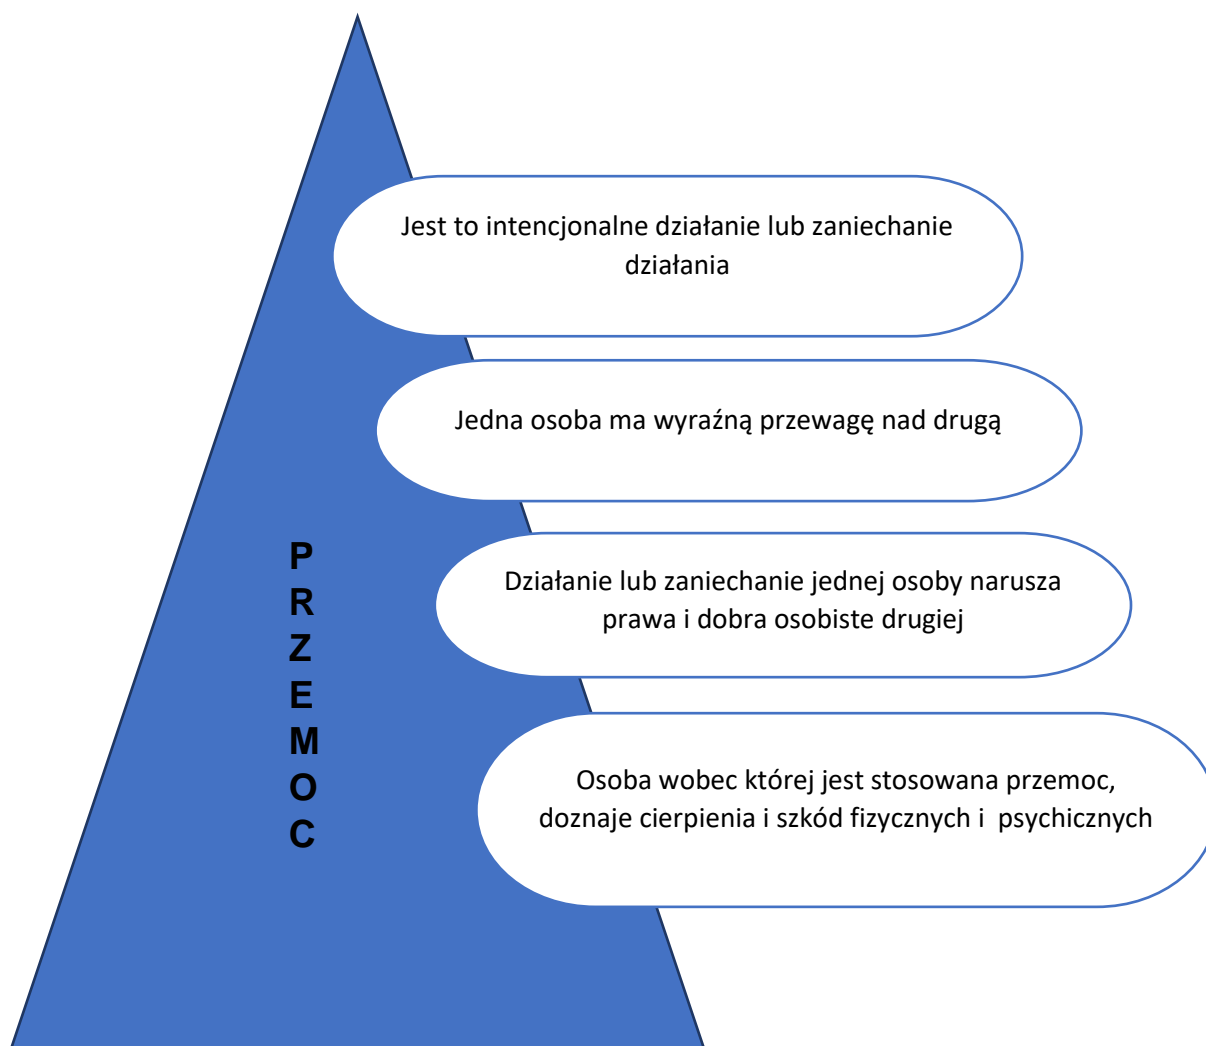 Jest to intencjonalne działanie lub zaniechanie
działania
Jedna osoba ma wyraźną przewagę nad drugą
Działanie lub zaniechanie jednej osoby narusza
prawa i dobra osobiste drugiej
Osoba wobec której jest stosowana przemoc,
doznaje cierpienia i szkód fizycznych i  psychicznych
P
R
Z
E
M
O
C